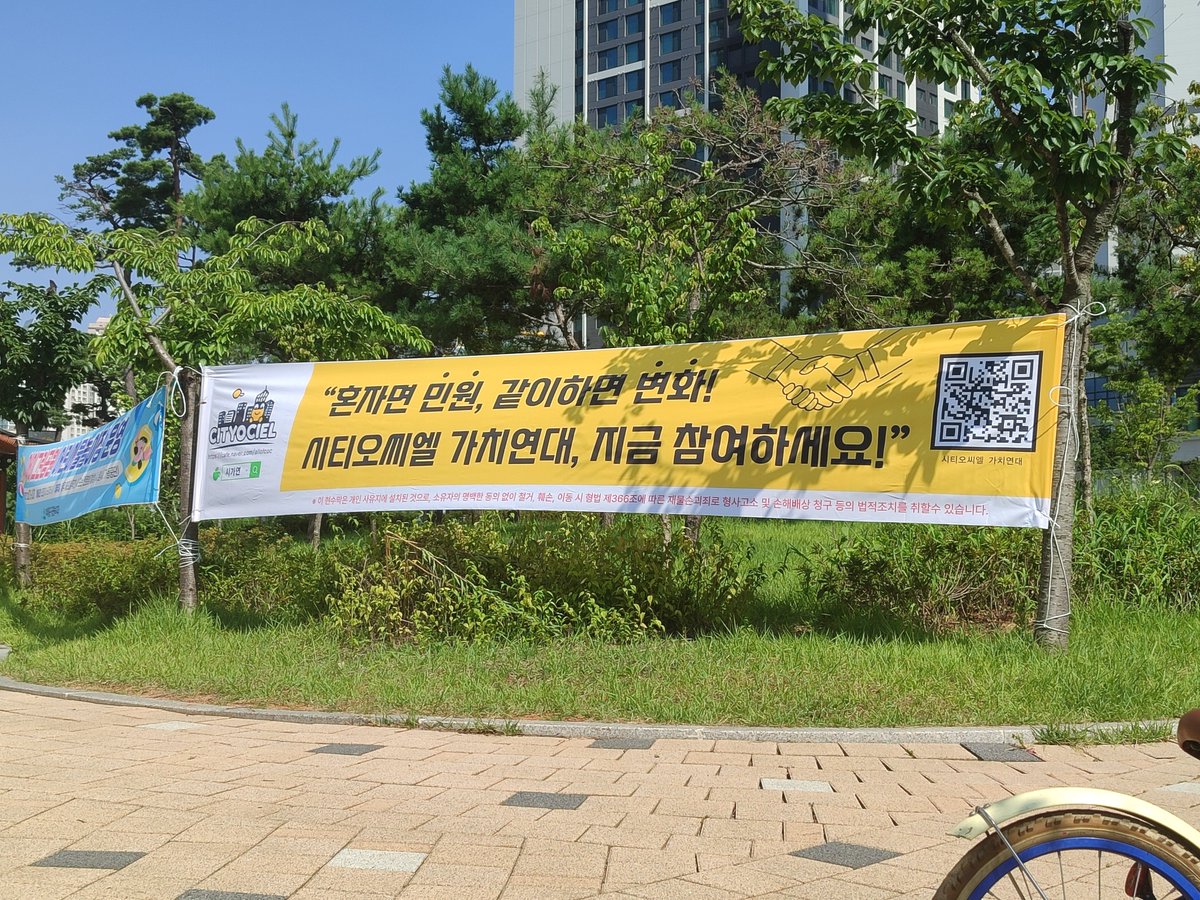 “혼자면 민원, 같이하면 변화!
시티오씨엘 가치연대, 지금 참여하세요!”
CITYOCIEL
시가연
시티오씨엘 가치연대
※ 이 현수막은 개인 사유지에 설치된 것으로, 소유자의 명백한 동의 없이 철거, 훼손, 이동 시 형법 제366조에 따른 재물손괴죄로 형사고소 및 손해배상 청구 등의 법적조치를 취할수 있습니다.